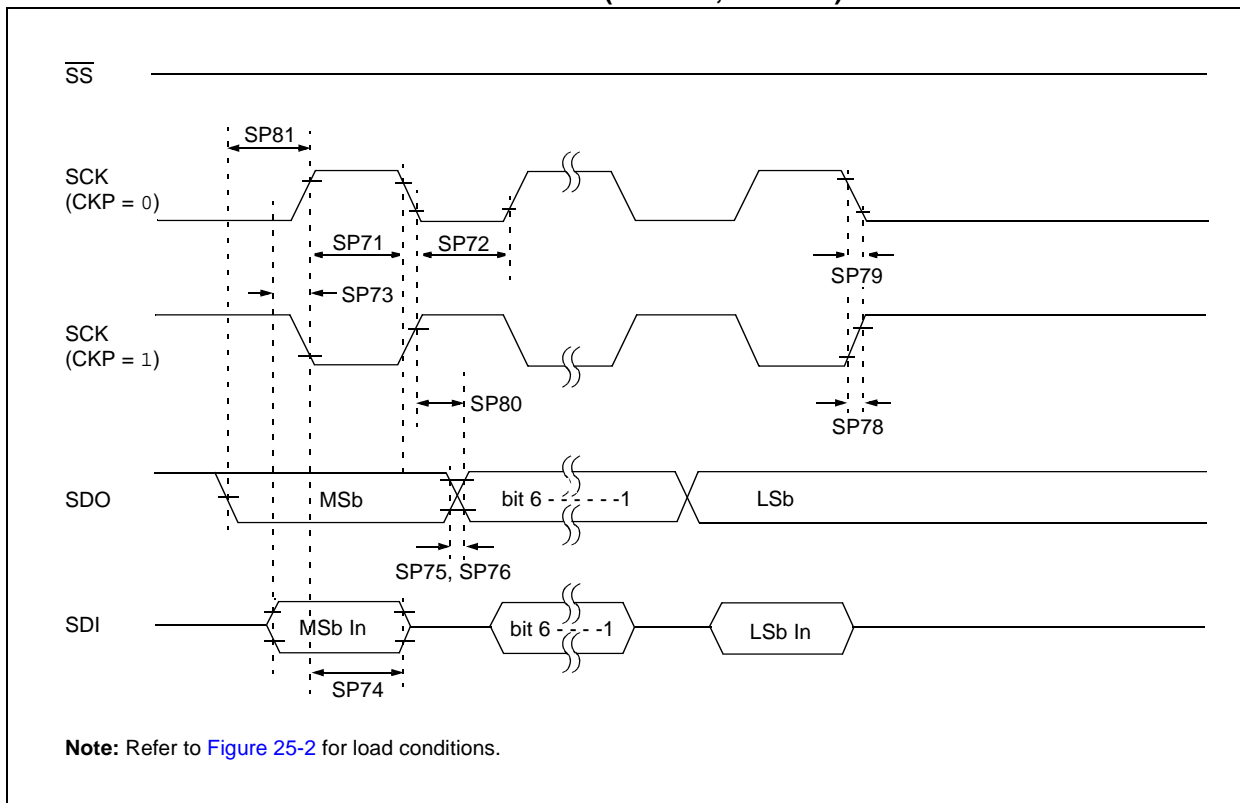 SS
SP81
SCK
(CKP = 0)
SP71
SP72
SP79
SP73
SCK
(CKP = 1)
SP80
SP78
SDO
MSb
bit 6 - - - - - -1
LSb
SP75, SP76
SDI
MSb In
bit 6 - - - -1
LSb In
SP74
Note: Refer to Figure 25-2 for load conditions.